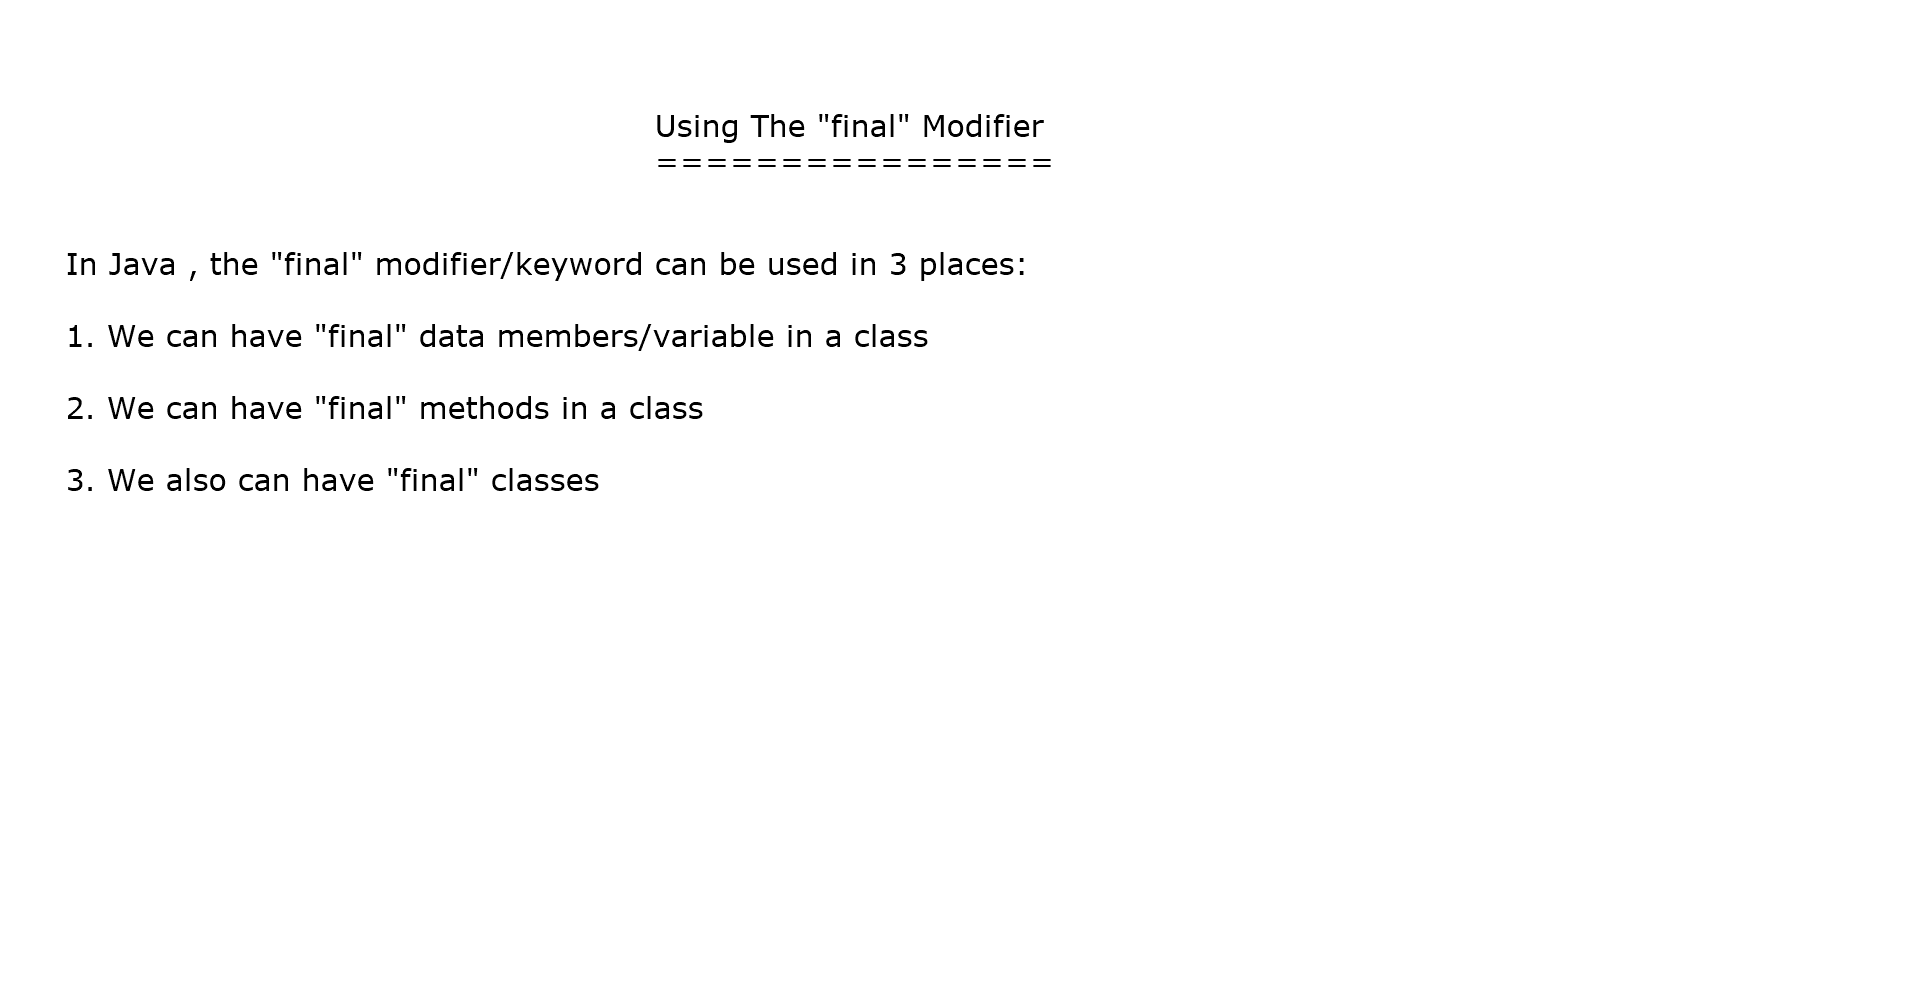 Using The "final" Modifier
================
In Java , the "final" modifier/keyword can be used in 3 places:
1. We can have "final" data members/variable in a class
2. We can have "final" methods in a class
3. We also can have "final" classes